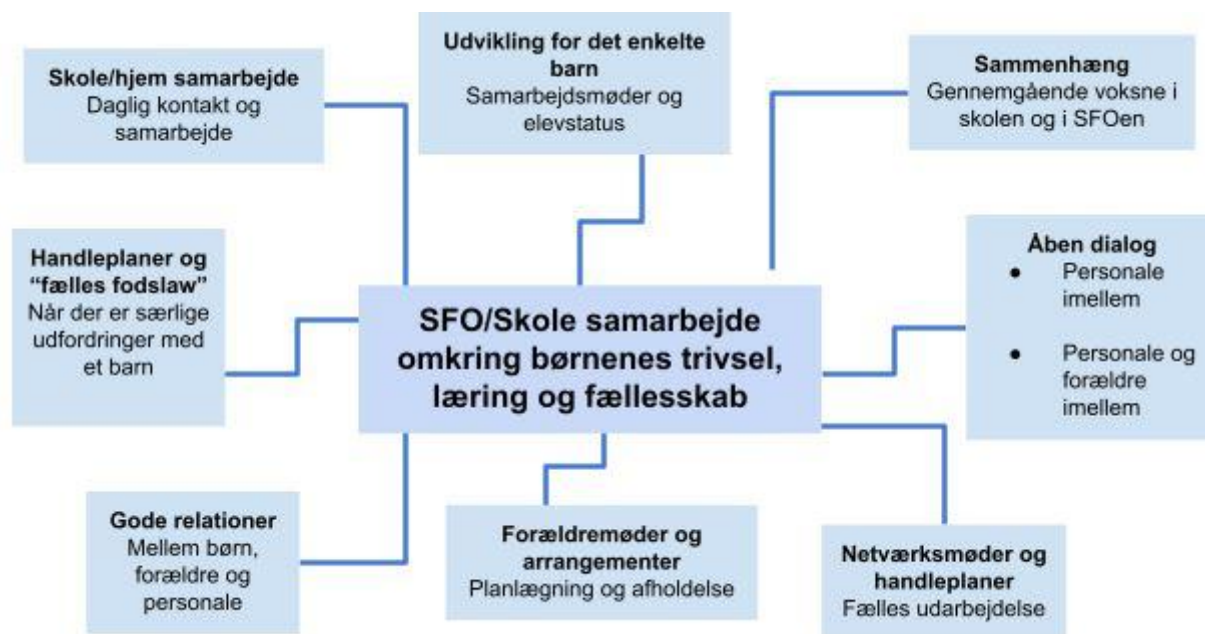 Skole/hjem samarbejde
Daglig kontakt og
samarbejde
Udvikling for det enkelte
barn
Samarbejdsmøder og
elevstatus
Sammenhæng
Gennemgående voksne i
skolen og i SFOen
Handleplaner og
“fælles fodslaw”
Når der er særlige
udfordringer med
et barn
SFO/Skole samarbejde
omkring børnenes trivsel,
læring og fællesskab
Åben dialog
● Personale
imellem
● Personale og
forældre
imellem
Gode relationer
Mellem børn,
forældre og
personale
Forældremøder og
arrangementer
Planlægning og afholdelse
Netværksmøder og
handleplaner
Fælles udarbejdelse